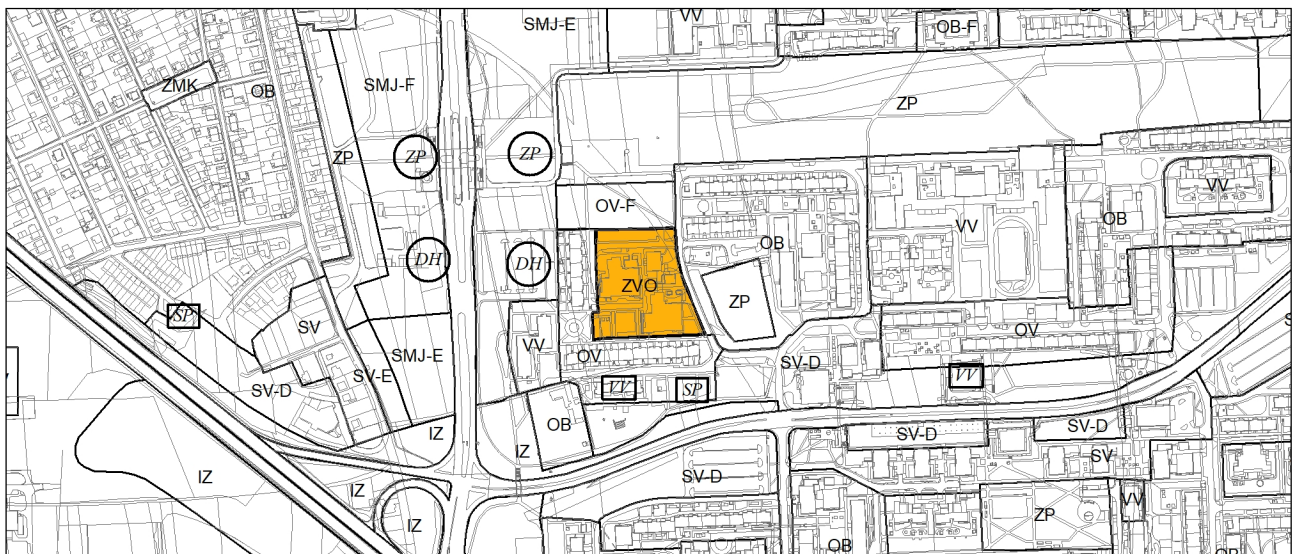 SMJ-E
VV
OB-F
ZMK
OB
SMJ-F
ZP
ZP
ZP
ZP
OV-F
OB
VV
OB
VV
DH
DH
ZVO
ZP
SP
SV
SMJ-E
VV
OV
SV-D
OV
SV-D
SV-E
VV
SP
VV
IZ
OB
IZ
SV-D
SV-D
SV
SV-D
IZ
IZ
IZ
VV
ZP
OB